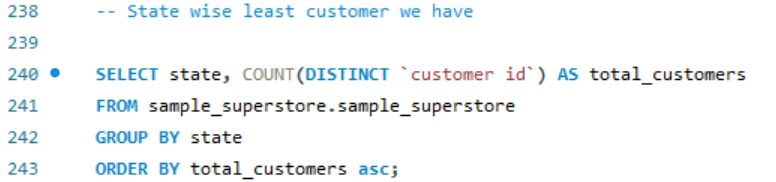 238 -- State wise least customer we have
239
240 SELECT state, COUNT(DISTINCT `customer id`) AS total_customers
241 FROM sample_superstore.sample_superstore
242 GROUP BY state
243 ORDER BY total_customers asc;